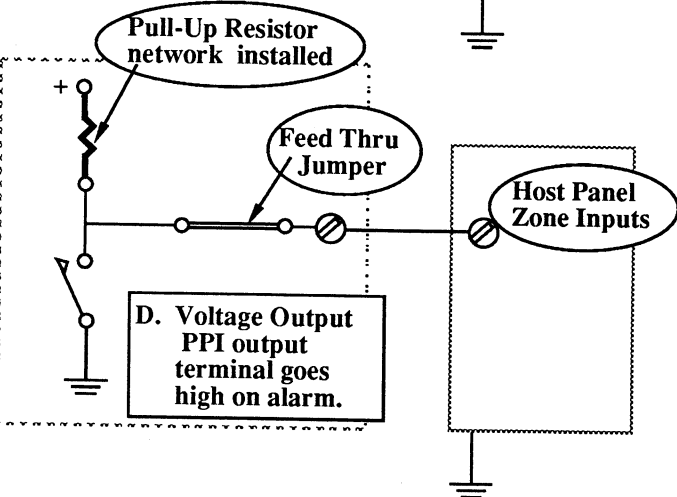 Pull-Up Resistor
network installed
+
Feed Thru
Jumper
Host Panel
Zone Inputs
D. Voltage Output
PPI output
terminal goes
high on alarm.